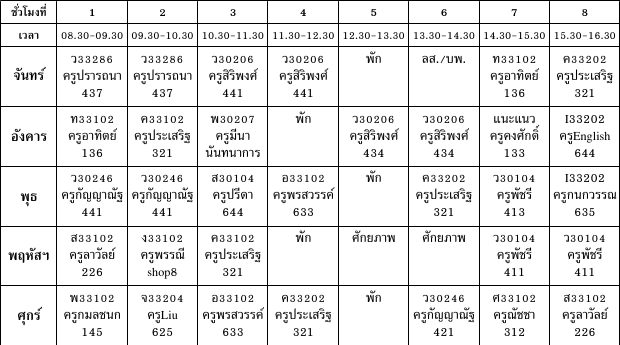 ชั่วโมงที่ 1 2 3 4 5 6 7 8
เวลา 08.30-09.30 09.30-10.30 10.30-11.30 11.30-12.30 12.30-13.30 13.30-14.30 14.30-15.30 15.30-16.30
ว33286 ว33286 ว30206 ว30206 พัก ลส./บพ. ท33102 ค33202
จันทร์ ครูปรารถนา ครูปรารถนา ครูสิริพงศ์ ครูสิริพงศ์ ครูอาทิตย์ ครูประเสริฐ
437 437 441 441 136 321
ท33102 ค33102 พ30207 พัก ว30206 ว30206 แนะแนว I33202
อังคาร ครูอาทิตย์ ครูประเสริฐ ครูมีนา ครูสิริพงศ์ ครูสิริพงศ์ ครูคงศักดิ์ ครูEnglish
136 321 นันทนาการ 434 434 133 644
ว30246 ว30246 ส30104 อ33102 พัก ค33202 ว30104 I33202
พุธ ครูกัญญาณัฐ ครูกัญญาณัฐ ครูปรีดา ครูพรสวรรค์ ครูประเสริฐ ครูพัชรี ครูกนกวรรณ
441 441 644 633 321 413 635
ส33102 ง33102 ค33102 พัก ศักยภาพ ศักยภาพ ว30104 ว30104
พฤหัสฯ ครูลาวัลย์ ครูพรรณี ครูประเสริฐ ครูพัชรี ครูพัชรี
226 shop8 321 411 411
พ33102 จ33204 อ33102 ค33202 พัก ว30246 ศ33102 ส33102
ศุกร์ ครูกมลชนก ครูLiu ครูพรสวรรค์ ครูประเสริฐ ครูกัญญาณัฐ ครูณัชชา ครูลาวัลย์
145 625 633 321 421 312 226